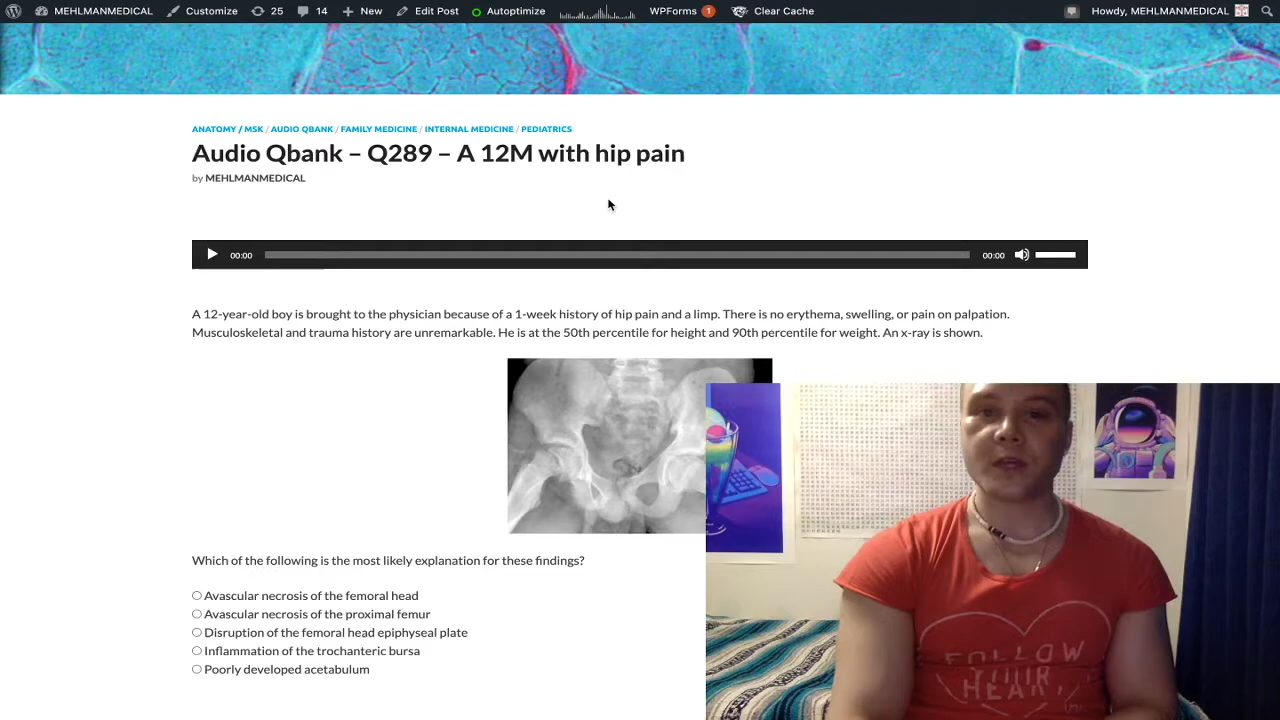 MEHLMANMEDICAL Customize 25 14 New Edit Post Autoptimize WPForms 1 Clear Cache Howdy, MEHLMANMEDICAL
ANATOMY / MSK / AUDIO QBANK / FAMILY MEDICINE / INTERNAL MEDICINE / PEDIATRICS
Audio Qbank – Q289 – A 12M with hip pain
by MEHLMANMEDICAL
00:00 00:00
A 12-year-old boy is brought to the physician because of a 1-week history of hip pain and a limp. There is no erythema, swelling, or pain on palpation.
Musculoskeletal and trauma history are unremarkable. He is at the 50th percentile for height and 90th percentile for weight. An x-ray is shown.
Which of the following is the most likely explanation for these findings?
Avascular necrosis of the femoral head
Avascular necrosis of the proximal femur
Disruption of the femoral head epiphyseal plate
Inflammation of the trochanteric bursa
Poorly developed acetabulum
FOLLOW
YOUR
HEART